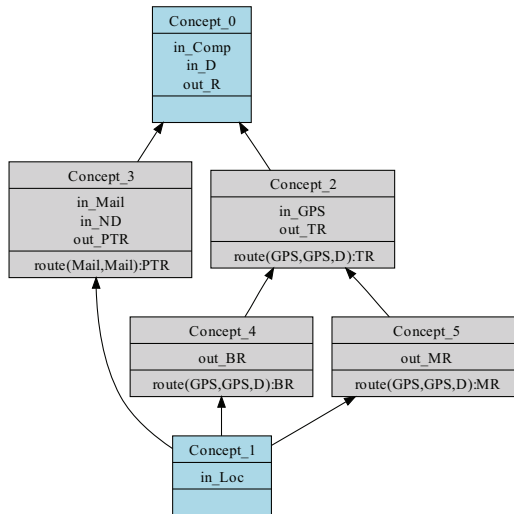 Concept_0
in_Comp
in_D
out_R
Concept_3
in_Mail
in_ND
out_PTR
route(Mail,Mail):PTR
Concept_2
in_GPS
out_TR
route(GPS,GPS,D):TR
Concept_4
out_BR
route(GPS,GPS,D):BR
Concept_5
out_MR
route(GPS,GPS,D):MR
Concept_1
in_Loc